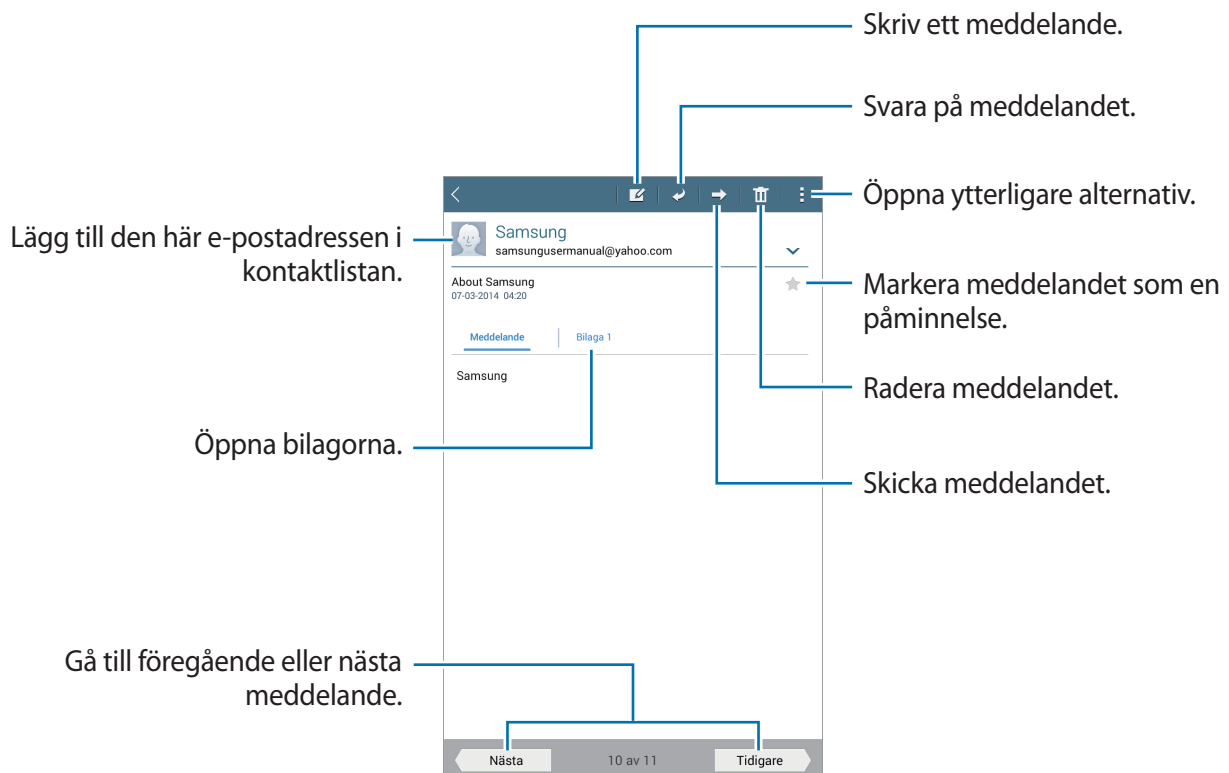 Skriv ett meddelande.
Svara på meddelandet.
Öppna ytterligare alternativ.
Lägg till den här e-postadressen i
kontaktlistan.
Samsung
samsungusermanual@yahoo.com
About Samsung
07-03-2014 04:20
Markera meddelandet som en
påminnelse.
Meddelande
Bilaga 1
Samsung
Radera meddelandet.
Öppna bilagorna.
Skicka meddelandet.
Gå till föregående eller nästa
meddelande.
Nästa
10 av 11
Tidigare